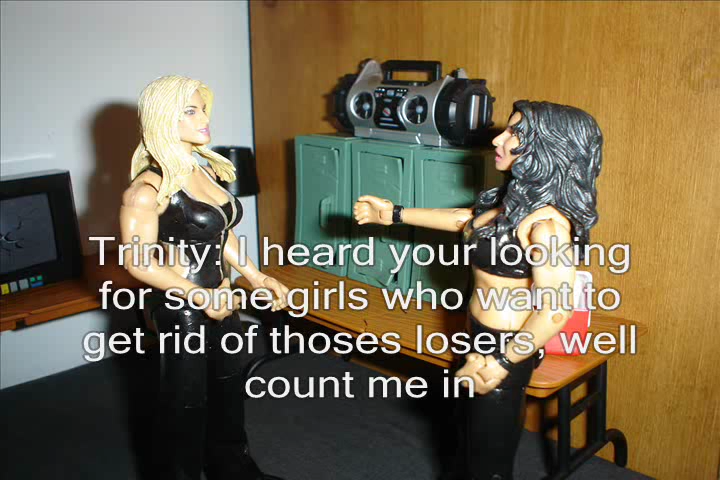 Trinity: I heard your looking
for some girls who want to
get rid of thoses losers, well
count me in